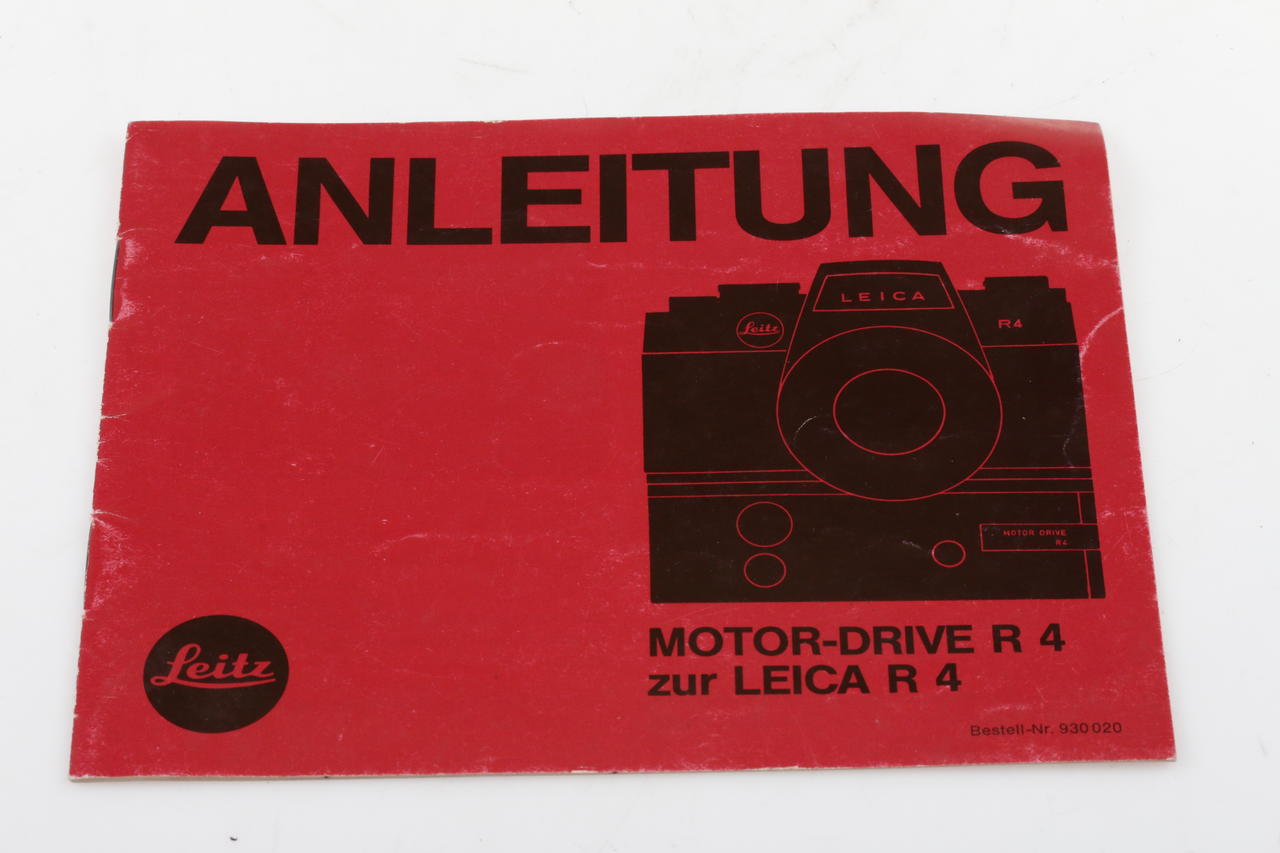 ANLEITUNG
LEICA
Leitz
R4
MOTOR DRIVE
R4
Leitz
MOTOR-DRIVE R 4
zur LEICA R 4
Bestell-Nr. 930 020